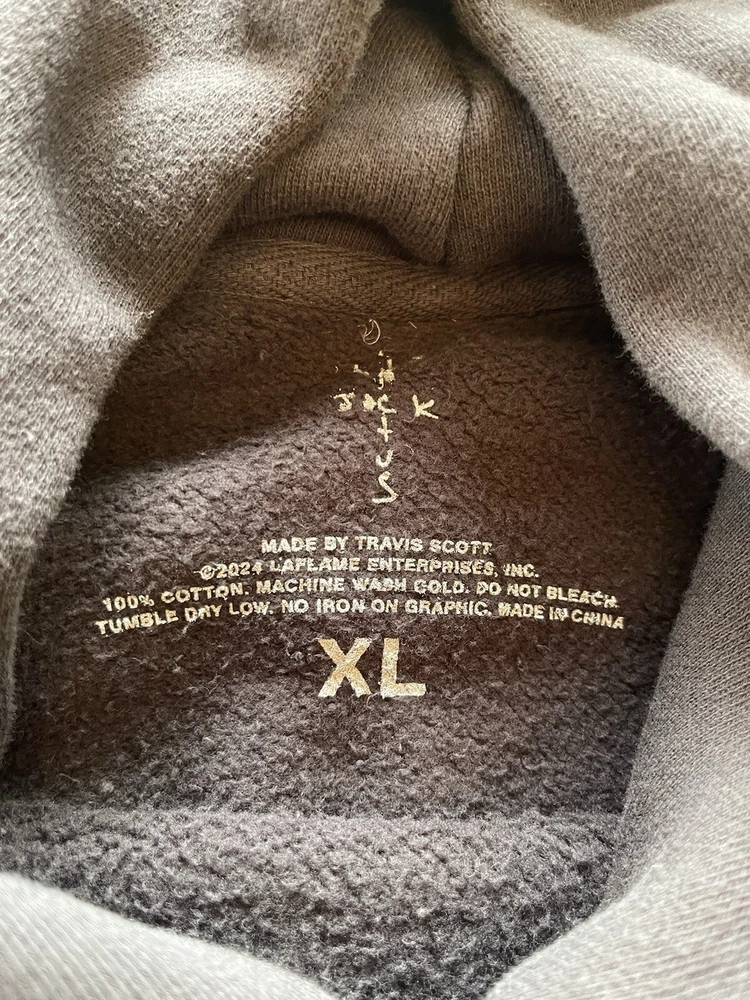 JACK
T
U
S
MADE BY TRAVIS SCOTT
©2024 LAFLAME ENTERPRISES, INC.
100% COTTON. MACHINE WASH COLD. DO NOT BLEACH.
TUMBLE DRY LOW. NO IRON ON GRAPHIC. MADE IN CHINA
XL